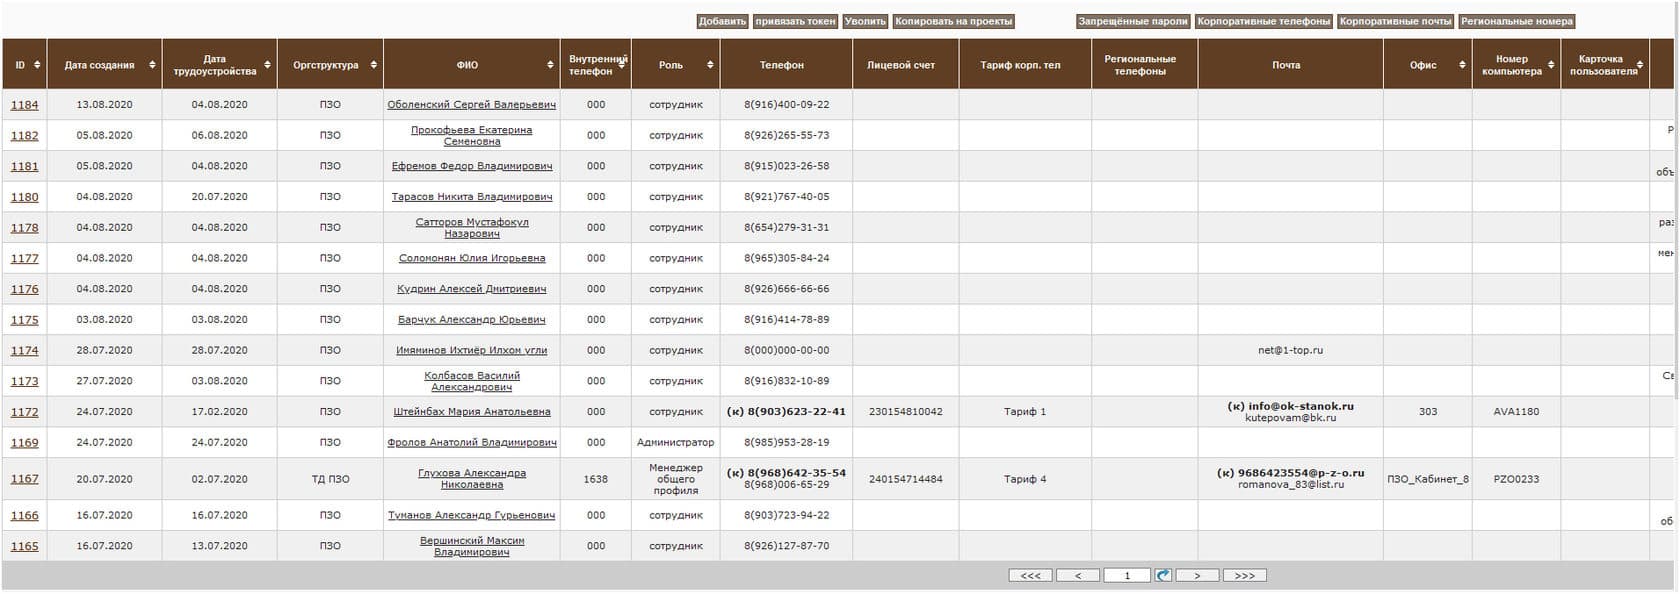 Добавить привязать токен Уволить Копировать на проекты Запрещённые пароли Корпоративные телефоны Корпоративные почты Региональные номера
ID Дата создания Дата трудоустройства Оргструктура ФИО Внутренний телефон Роль Телефон Лицевой счет Тариф корп. тел Региональные телефоны Почта Офис Номер компьютера Карточка пользователя
1184 13.08.2020 04.08.2020 ПЗО Оболенский Сергей Валерьевич 000 сотрудник 8(916)400-09-22
1182 05.08.2020 06.08.2020 ПЗО Прокофьева Екатерина Семеновна 000 сотрудник 8(926)265-55-73
1181 05.08.2020 04.08.2020 ПЗО Ефремов Федор Владимирович 000 сотрудник 8(915)023-26-58
1180 04.08.2020 20.07.2020 ПЗО Тарасов Никита Владимирович 000 сотрудник 8(921)767-40-05
1178 04.08.2020 04.08.2020 ПЗО Сатторов Мустафокул Назарович 000 сотрудник 8(654)279-31-31
1177 04.08.2020 04.08.2020 ПЗО Соломонян Юлия Игорьевна 000 сотрудник 8(965)305-84-24
1176 04.08.2020 04.08.2020 ПЗО Кудрин Алексей Дмитриевич 000 сотрудник 8(926)666-66-66
1175 03.08.2020 03.08.2020 ПЗО Барчук Александр Юрьевич 000 сотрудник 8(916)414-78-89
1174 28.07.2020 28.07.2020 ПЗО Имяминов Ихтиёр Илхом угли 000 сотрудник 8(000)000-00-00 net@1-top.ru
1173 27.07.2020 03.08.2020 ПЗО Колбасов Василий Александрович 000 сотрудник 8(916)832-10-89
1172 24.07.2020 17.02.2020 ПЗО Штейнбах Мария Анатольевна 000 сотрудник (к) 8(903)623-22-41 230154810042 Тариф 1 (к) info@ok-stanok.ru kutepovam@bk.ru 303 AVA1180
1169 24.07.2020 24.07.2020 ПЗО Фролов Анатолий Владимирович 000 Администратор 8(985)953-28-19
1167 20.07.2020 02.07.2020 ТД ПЗО Глухова Александра Николаевна 1638 Менеджер общего профиля (к) 8(968)642-35-54 8(968)006-65-29 240154714484 Тариф 4 (к) 9686423554@p-z-o.ru romanova_83@list.ru ПЗО_Кабинет_8 PZO0233
1166 16.07.2020 16.07.2020 ПЗО Туманов Александр Гурьенович 000 сотрудник 8(903)723-94-22
1165 16.07.2020 13.07.2020 ПЗО Вершинский Максим Владимирович 000 сотрудник 8(926)127-87-70
<<< < 1 > >>>